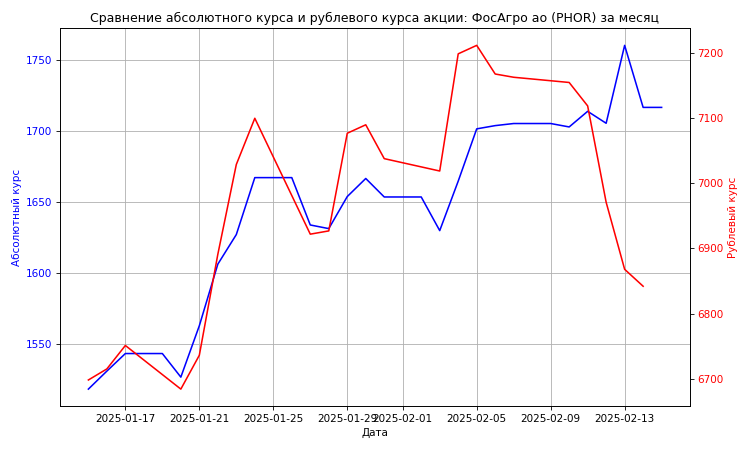 Сравнение абсолютного курса и рублевого курса акции: ФосАгро ао (PHOR) за месяц
1750
1700
1650
1600
1550
Абсолютный курс
7200
7100
7000
6900
6800
6700
Рублевый курс
2025-01-17 2025-01-21 2025-01-25 2025-01-29 2025-02-01 2025-02-05 2025-02-09 2025-02-13
Дата